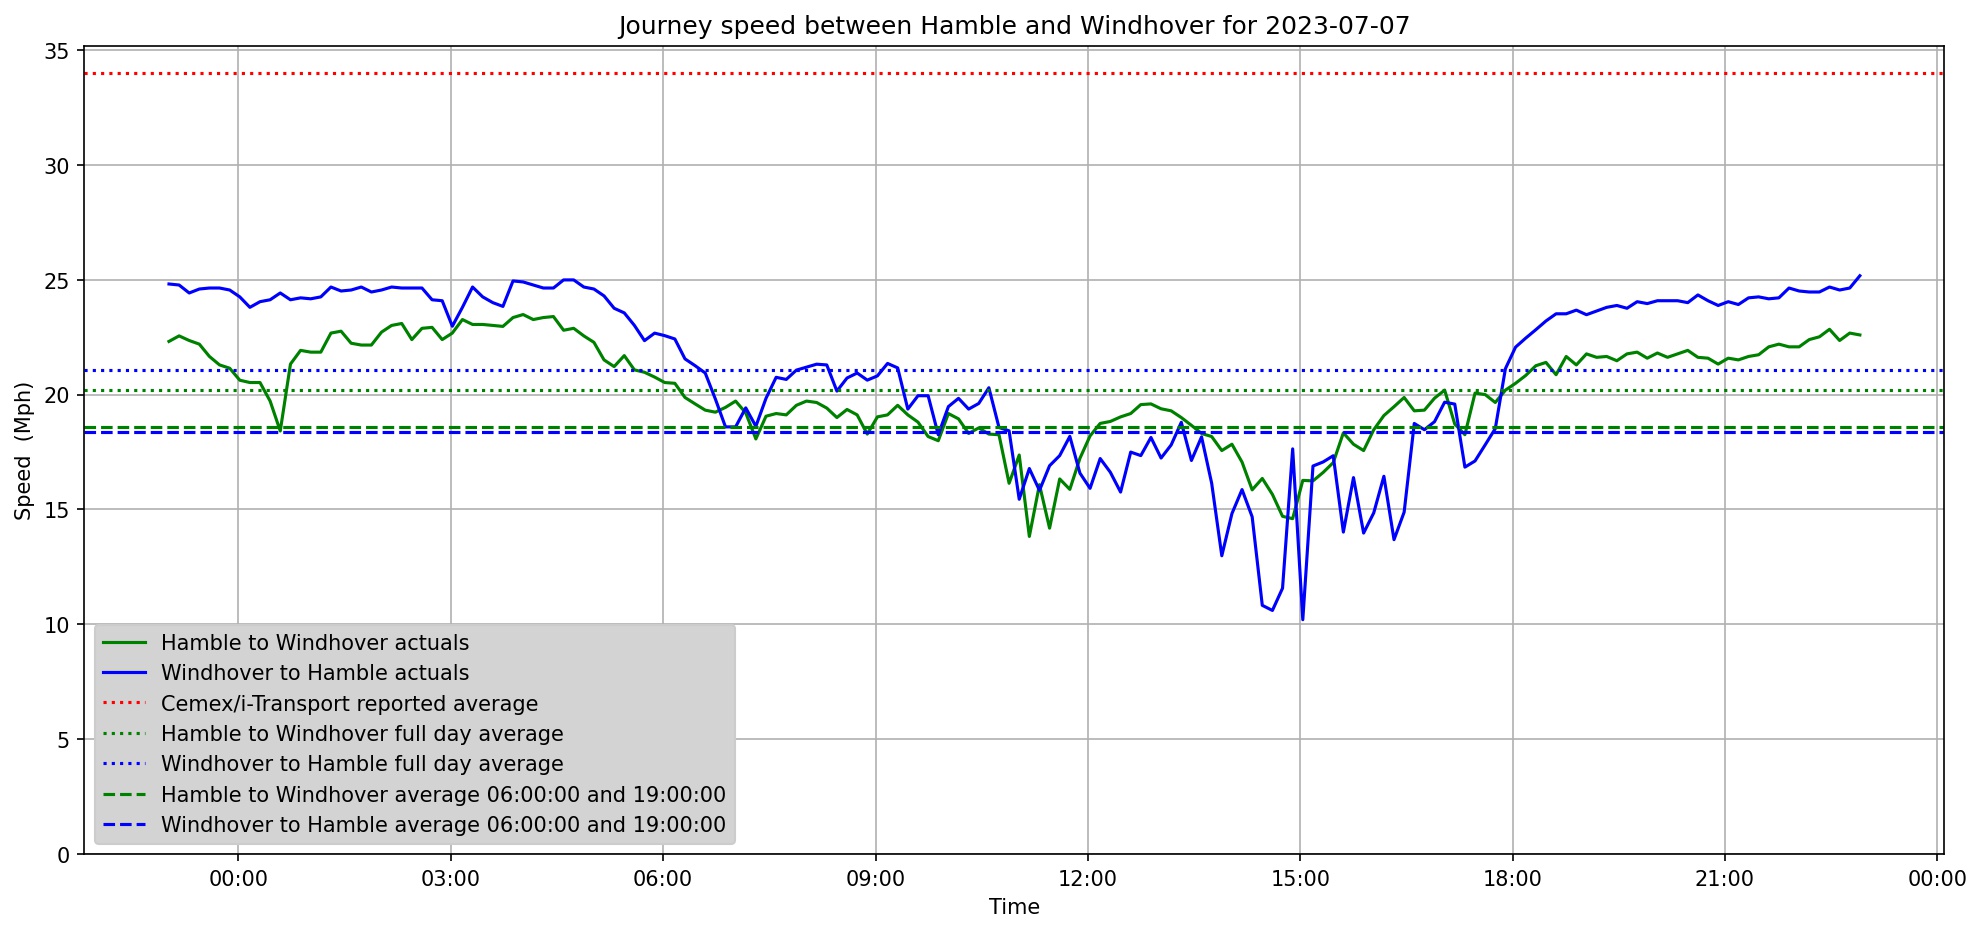 Journey speed between Hamble and Windhover for 2023-07-07
35
30
25
20
15
10
5
0
Speed (Mph)
Hamble to Windhover actuals
Windhover to Hamble actuals
Cemex/i-Transport reported average
Hamble to Windhover full day average
Windhover to Hamble full day average
Hamble to Windhover average 06:00:00 and 19:00:00
Windhover to Hamble average 06:00:00 and 19:00:00
00:00 03:00 06:00 09:00 12:00 15:00 18:00 21:00 00:00
Time